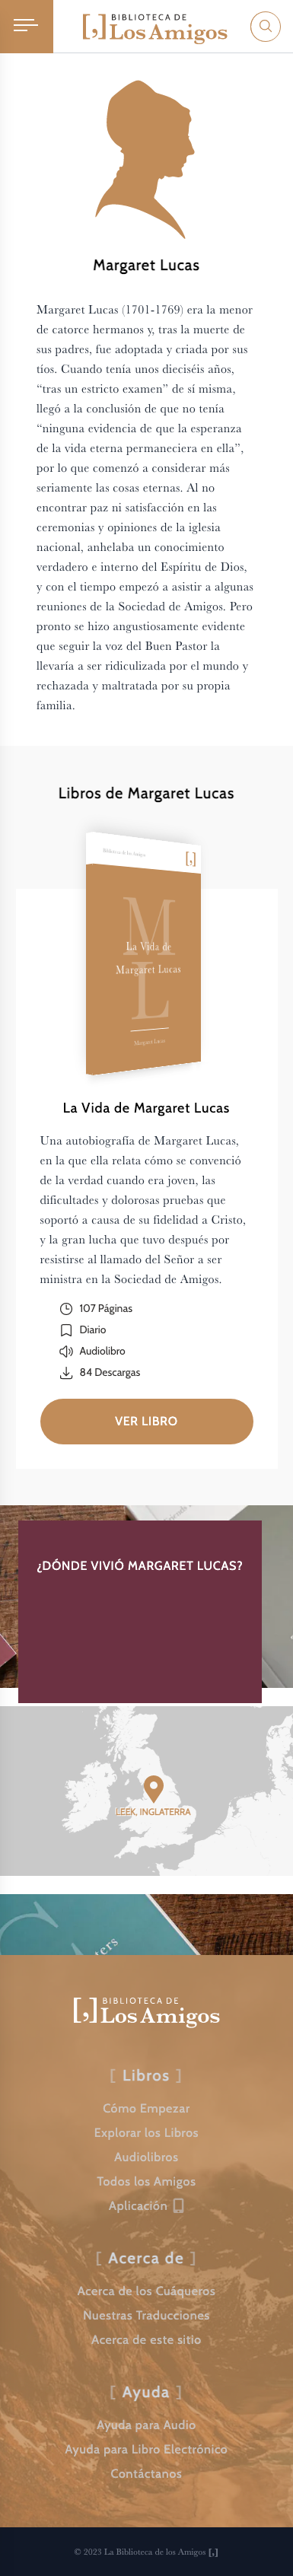 BIBLIOTECA DE
Los Amigos
Margaret Lucas
Margaret Lucas (1701-1769) era la menor
de catorce hermanos y, tras la muerte de
sus padres, fue adoptada y criada por sus
tíos. Cuando tenía unos dieciséis años,
“tras un estricto examen” de sí misma,
llegó a la conclusión de que no tenía
“ninguna evidencia de que la esperanza
de la vida eterna permaneciera en ella”,
por lo que comenzó a considerar más
seriamente las cosas eternas. Al no
encontrar paz ni satisfacción en las
ceremonias y opiniones de la iglesia
nacional, anhelaba un conocimiento
verdadero e interno del Espíritu de Dios,
y con el tiempo empezó a asistir a algunas
reuniones de la Sociedad de Amigos. Pero
pronto se hizo angustiosamente evidente
que seguir la voz del Buen Pastor la
llevaría a ser ridiculizada por el mundo y
rechazada y maltratada por su propia
familia.
Libros de Margaret Lucas
Biblioteca de los Amigos
ML
La Vida de
Margaret Lucas
Margaret Lucas
La Vida de Margaret Lucas
Una autobiografía de Margaret Lucas,
en la que ella relata cómo se convenció
de la verdad cuando era joven, las
dificultades y dolorosas pruebas que
soportó a causa de su fidelidad a Cristo,
y la gran lucha que tuvo después por
resistirse al llamado del Señor a ser
ministra en la Sociedad de Amigos.
107 Páginas
Diario
Audiolibro
84 Descargas
VER LIBRO
¿DÓNDE VIVIÓ MARGARET LUCAS?
LEEK, INGLATERRA
BIBLIOTECA DE
Los Amigos
[ Libros ]
Cómo Empezar
Explorar los Libros
Audiolibros
Todos los Amigos
Aplicación
[ Acerca de ]
Acerca de los Cuáqueros
Nuestras Traducciones
Acerca de este sitio
[ Ayuda ]
Ayuda para Audio
Ayuda para Libro Electrónico
Contáctanos
© 2023 La Biblioteca de los Amigos